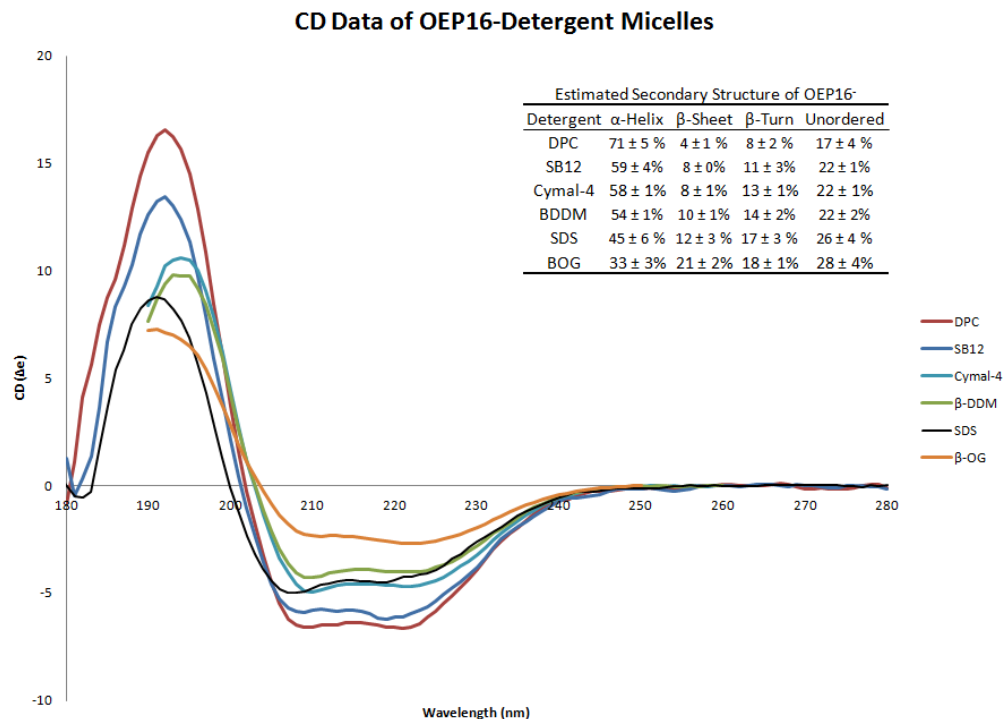 CD Data of OEP16-Detergent Micelles
20
15
10
5
0
-5
-10
CD (Δe)
180 190 200 210 220 230 240 250 260 270 280
Wavelength (nm)
Estimated Secondary Structure of OEP16-
Detergent α-Helix β-Sheet β-Turn Unordered
DPC 71 ± 5 % 4 ± 1 % 8 ± 2 % 17 ± 4 %
SB12 59 ± 4% 8 ± 0% 11 ± 3% 22 ± 1%
Cymal-4 58 ± 1% 8 ± 1% 13 ± 1% 22 ± 1%
BDDM 54 ± 1% 10 ± 1% 14 ± 2% 22 ± 2%
SDS 45 ± 6 % 12 ± 3 % 17 ± 3 % 26 ± 4 %
BOG 33 ± 3% 21 ± 2% 18 ± 1% 28 ± 4%
DPC
SB12
Cymal-4
β-DDM
SDS
β-OG